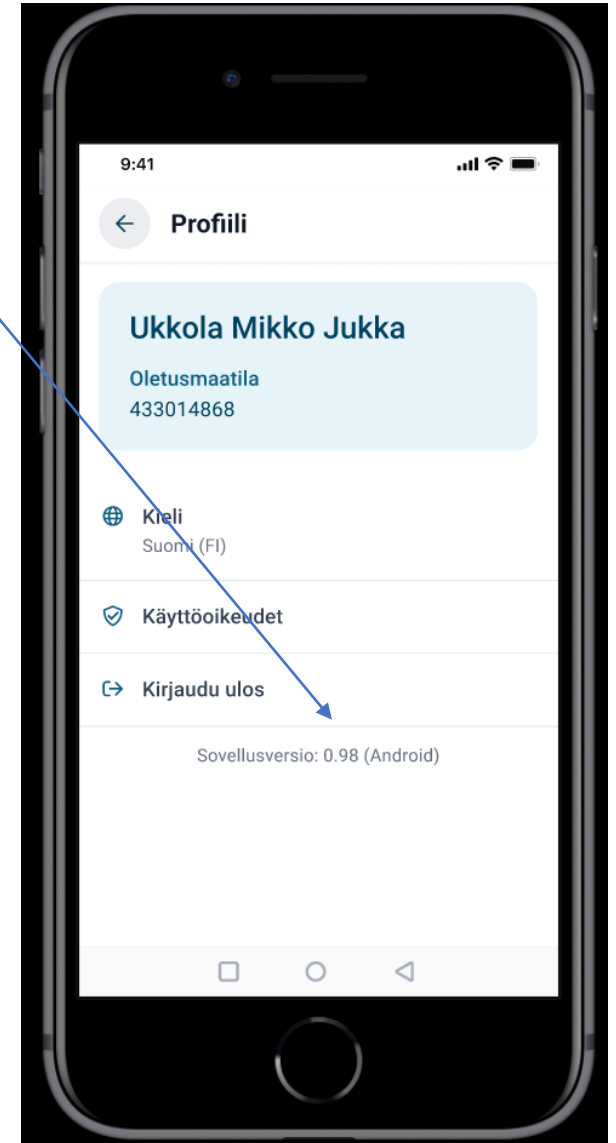 9:41
Profiili
Ukkola Mikko Jukka
Oletusmaatila
433014868
Kieli
Suomi (FI)
Käyttöoikeudet
Kirjaudu ulos
Sovellusversio: 0.98 (Android)